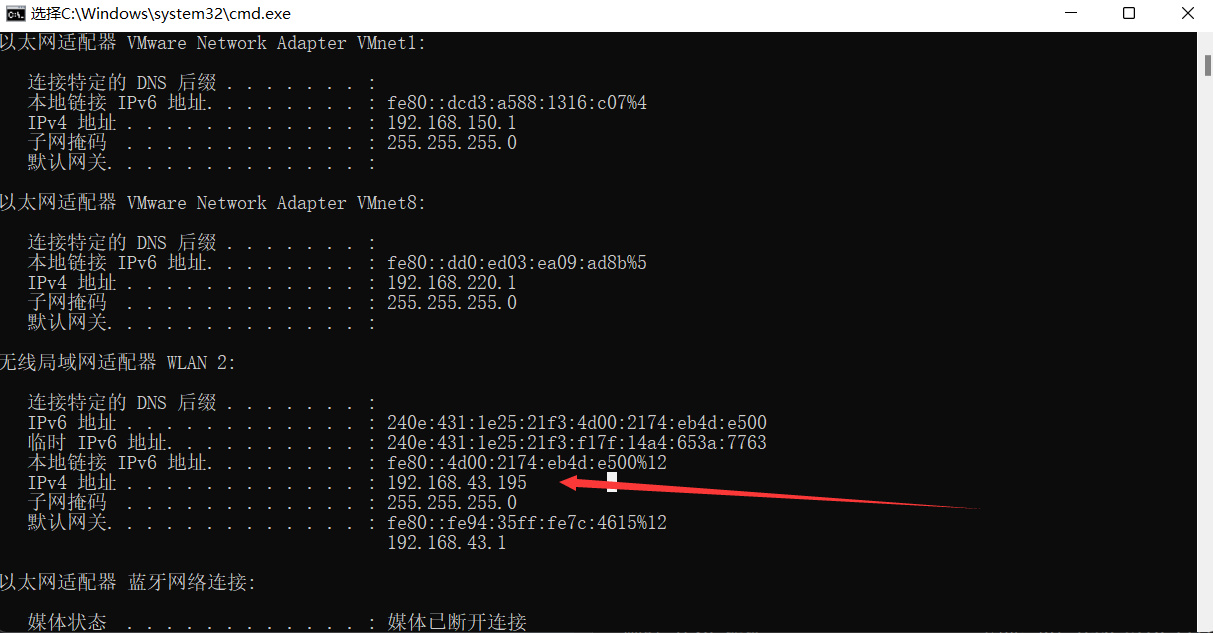 选择C:\Windows\system32\cmd.exe
以太网适配器 VMware Network Adapter VMnet1:
连接特定的 DNS 后缀 . . . . . . . :
本地链接 IPv6 地址. . . . . . . . : fe80::dcd3:a588:1316:c07%4
IPv4 地址 . . . . . . . . . . . . : 192.168.150.1
子网掩码  . . . . . . . . . . . . : 255.255.255.0
默认网关. . . . . . . . . . . . . :
以太网适配器 VMware Network Adapter VMnet8:
连接特定的 DNS 后缀 . . . . . . . :
本地链接 IPv6 地址. . . . . . . . : fe80::dd0:ed03:ea09:ad8b%5
IPv4 地址 . . . . . . . . . . . . : 192.168.220.1
子网掩码  . . . . . . . . . . . . : 255.255.255.0
默认网关. . . . . . . . . . . . . :
无线局域网适配器 WLAN 2:
连接特定的 DNS 后缀 . . . . . . . :
IPv6 地址 . . . . . . . . . . . . : 240e:431:1e25:21f3:4d00:2174:eb4d:e500
临时 IPv6 地址. . . . . . . . . . : 240e:431:1e25:21f3:f17f:14a4:653a:7763
本地链接 IPv6 地址. . . . . . . . : fe80::4d00:2174:eb4d:e500%12
IPv4 地址 . . . . . . . . . . . . : 192.168.43.195
子网掩码  . . . . . . . . . . . . : 255.255.255.0
默认网关. . . . . . . . . . . . . : fe80::fe94:35ff:fe7c:4615%12
192.168.43.1
以太网适配器 蓝牙网络连接:
媒体状态  . . . . . . . . . . . . : 媒体已断开连接